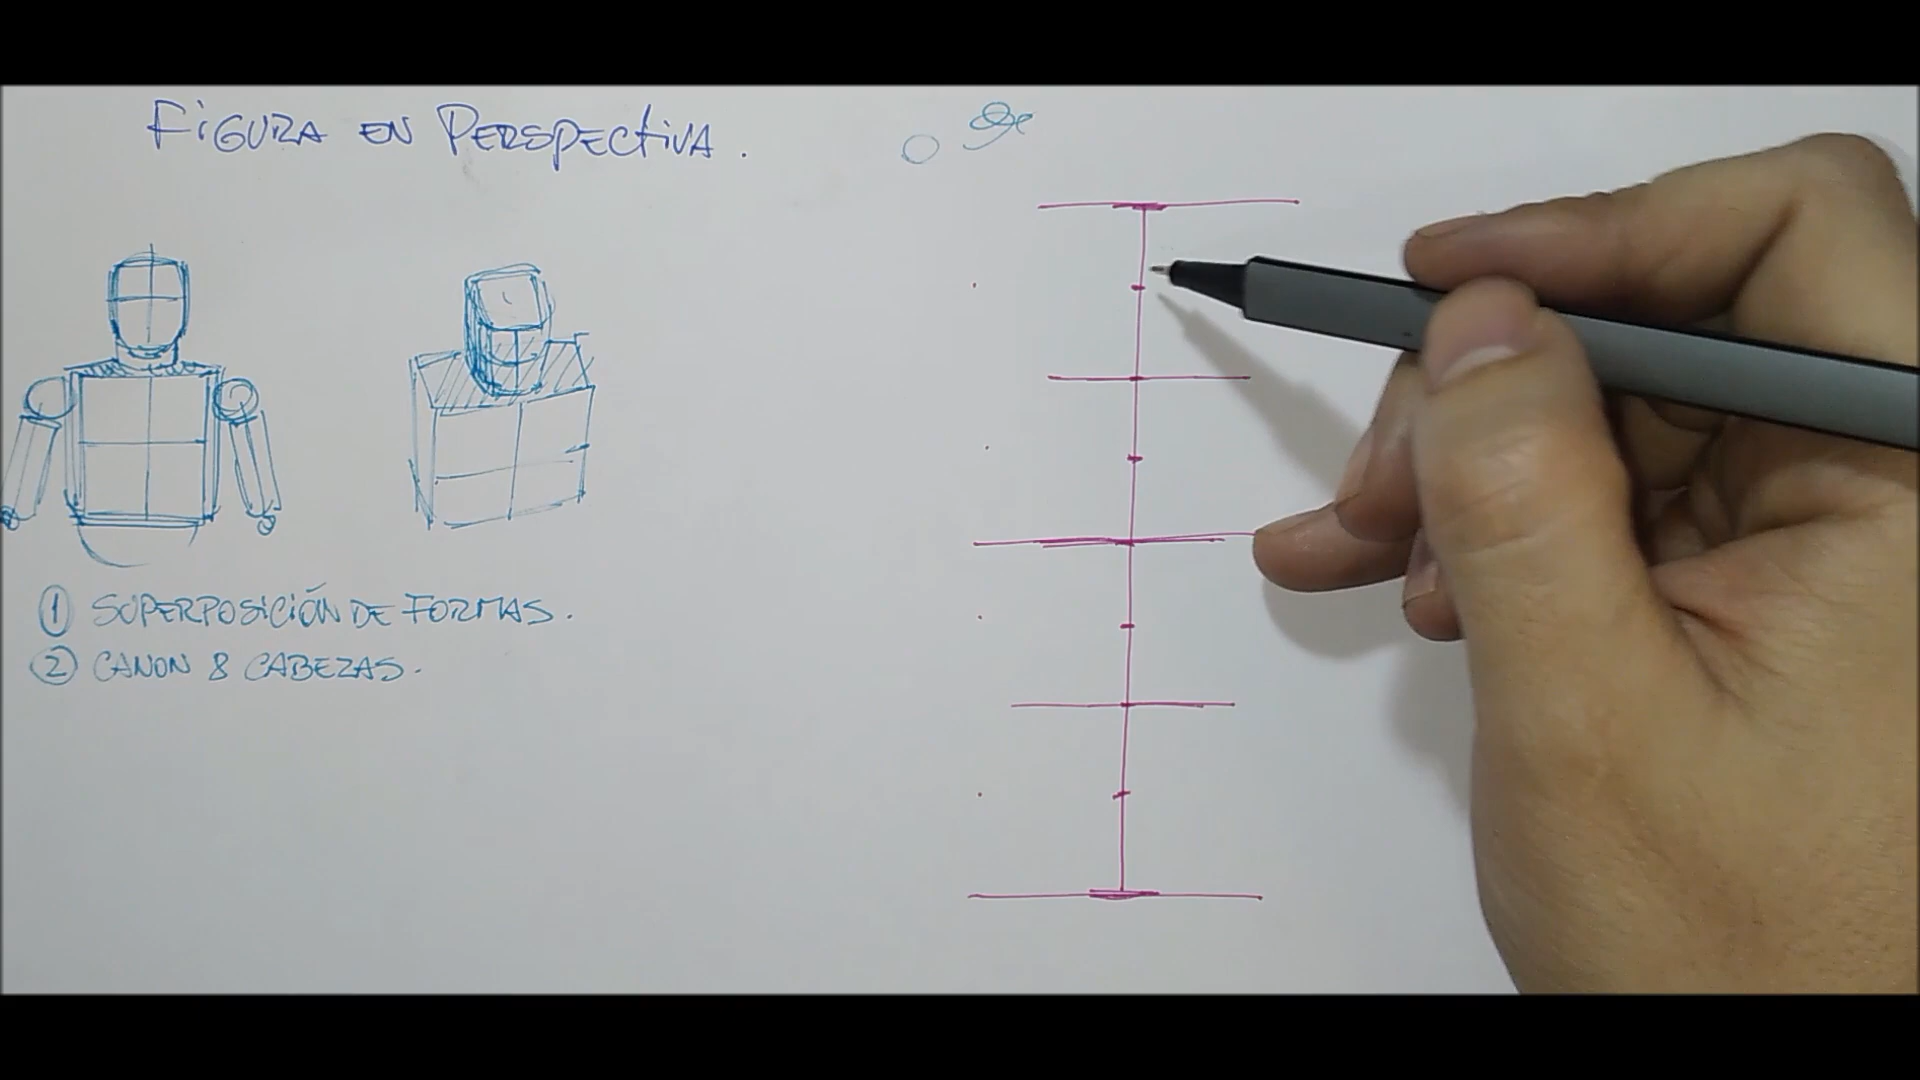 FiGURA EN PERSPECtiVA.
① SUPERPOSiCiÓN DE FORMAS.
② CANON 8 CABEZAS.